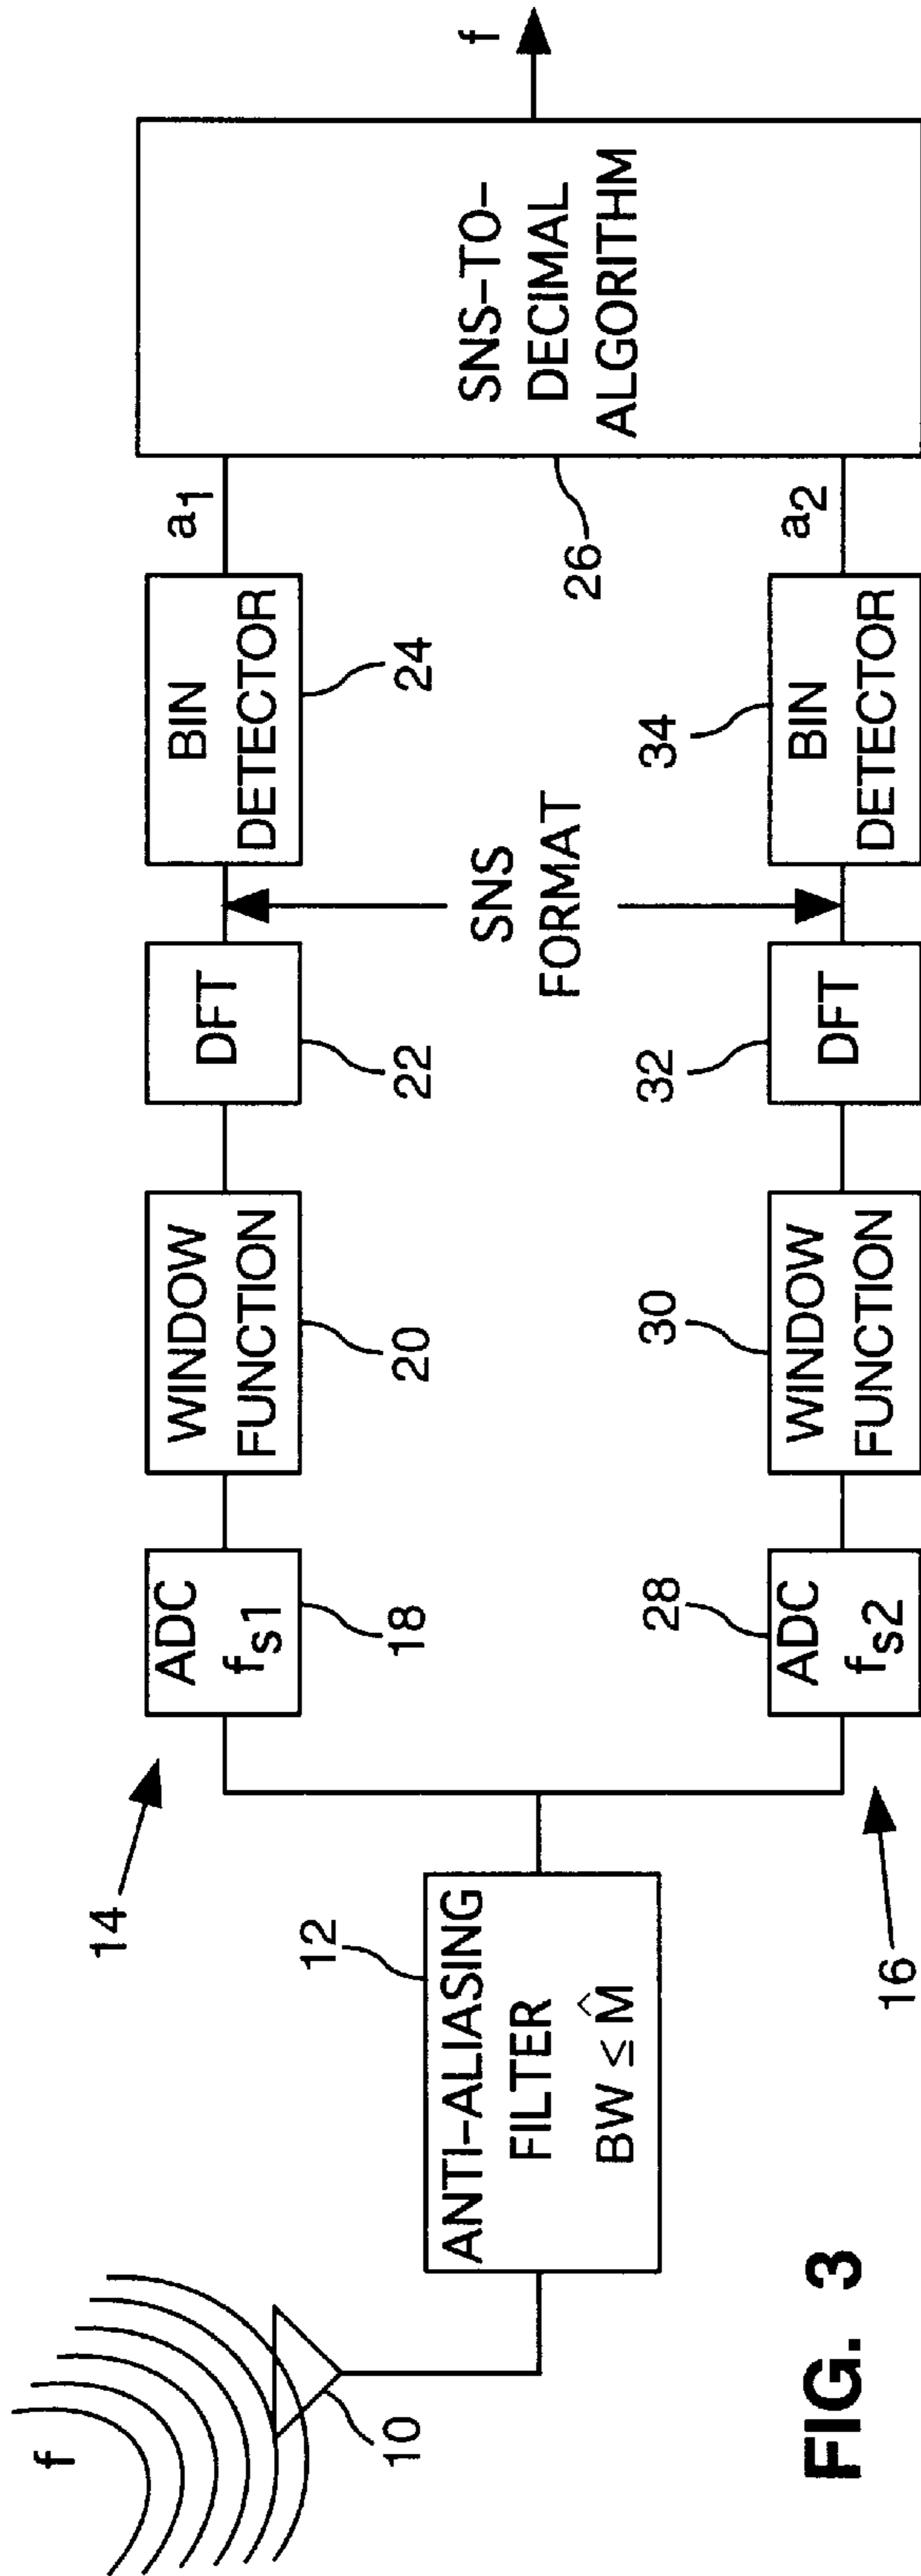 f
10
ANTI-ALIASING
FILTER
BW ≤ M̂
12
14
ADC
fs1
18
WINDOW
FUNCTION
20
DFT
22
BIN
DETECTOR
24
a1
SNS
FORMAT
16
ADC
fs2
28
WINDOW
FUNCTION
30
DFT
32
BIN
DETECTOR
34
a2
SNS-TO-
DECIMAL
ALGORITHM
26
f
FIG. 3